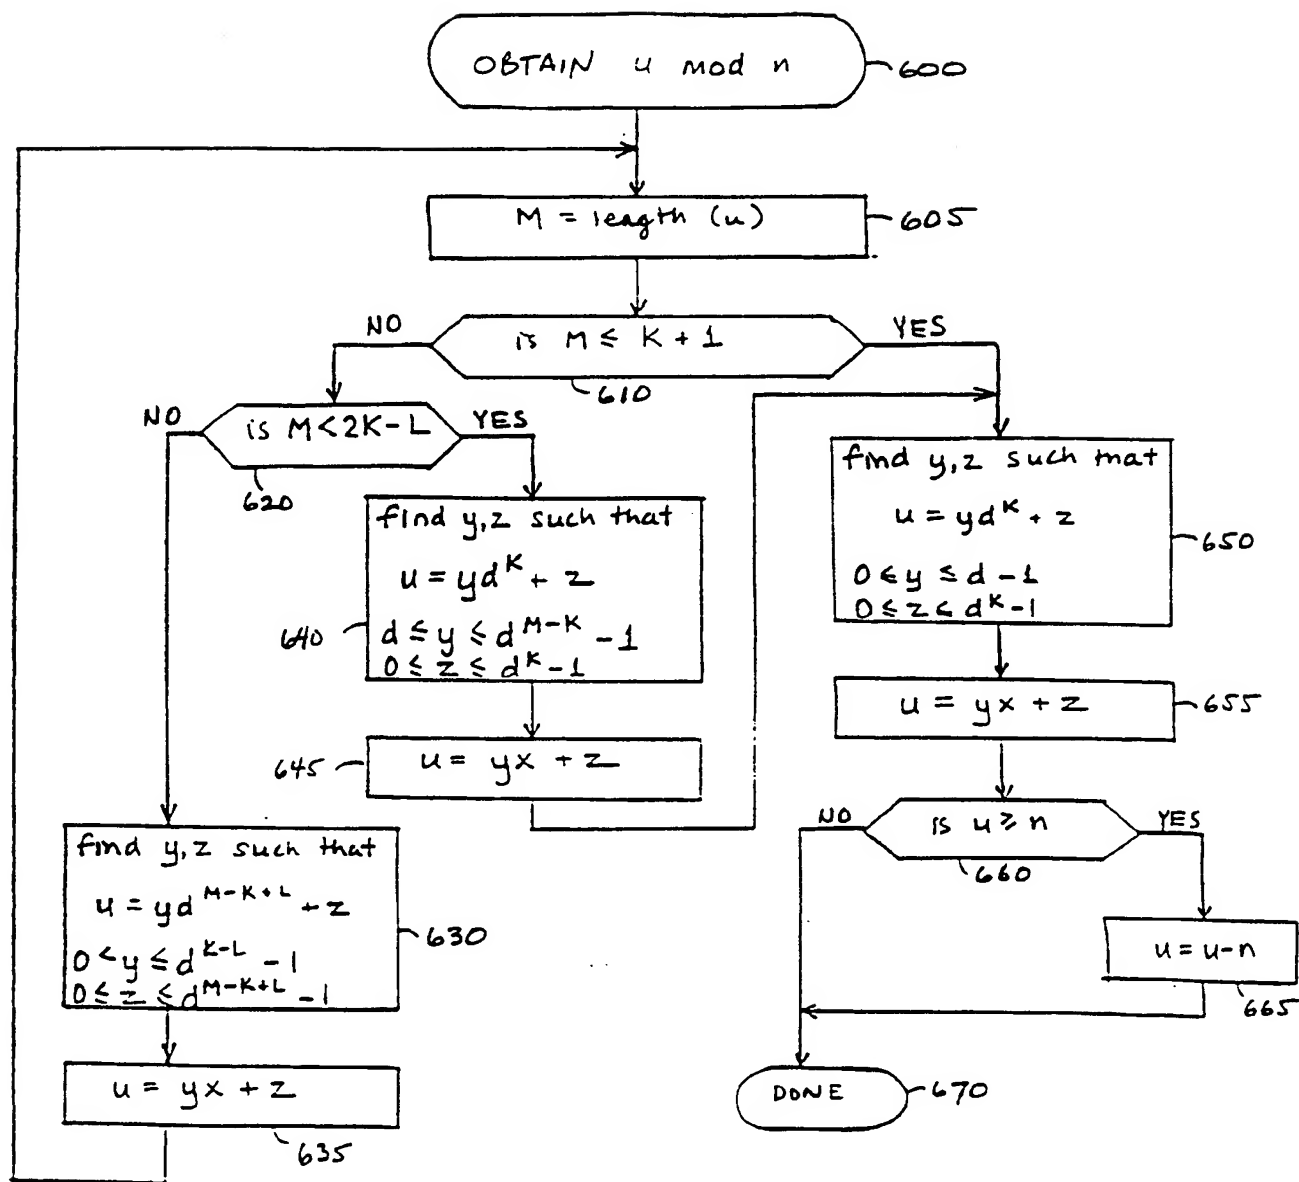 OBTAIN u mod n
600
M = length (u)
605
NO
is M ≤ K + 1
YES
610
NO
is M < 2K - L
YES
620
find y,z such that
u = yd^K + z
d ≤ y ≤ d^{M-K} - 1
0 ≤ z ≤ d^K - 1
640
u = yx + z
645
find y,z such that
u = yd^{M-K+L} + z
0 < y ≤ d^{K-L} - 1
0 ≤ z ≤ d^{M-K+L} - 1
630
u = yx + z
635
find y,z such that
u = yd^K + z
0 ≤ y ≤ d - 1
0 ≤ z < d^K - 1
650
u = yx + z
655
NO
is u ≥ n
YES
660
u = u - n
665
DONE
670